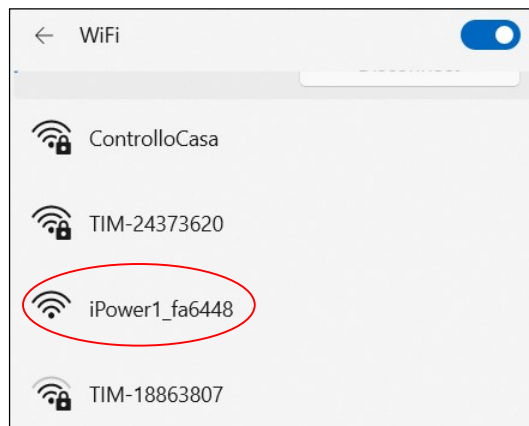 WiFi
ControlloCasa
TIM-24373620
iPower1_fa6448
TIM-18863807